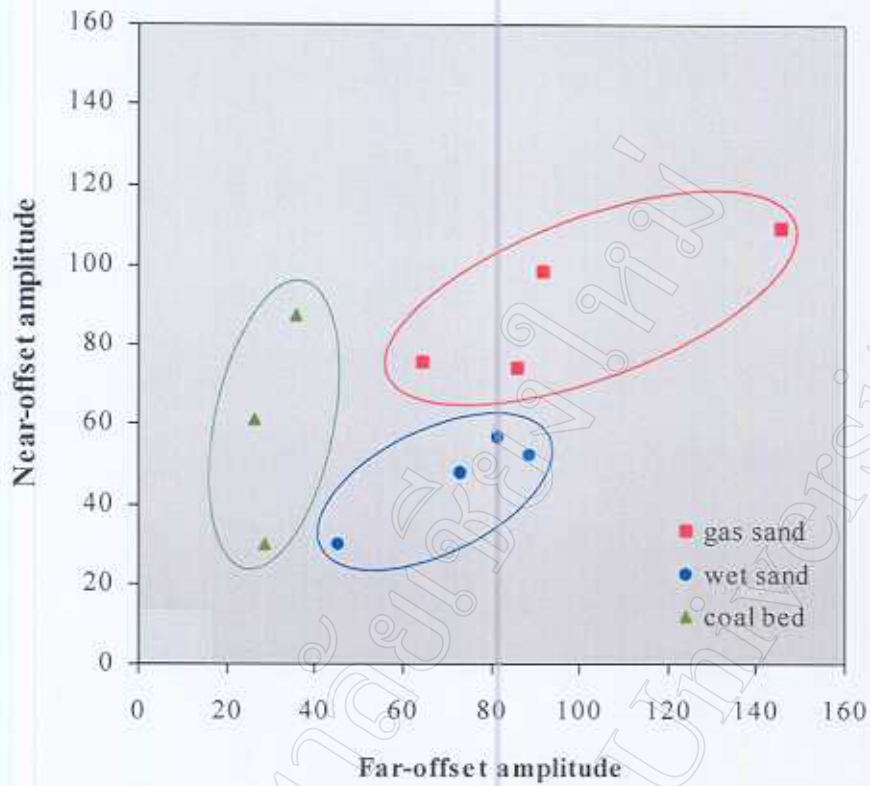 160
140
120
100
80
60
40
20
0
Near-offset amplitude
gas sand
wet sand
coal bed
0 20 40 60 80 100 120 140 160
Far-offset amplitude